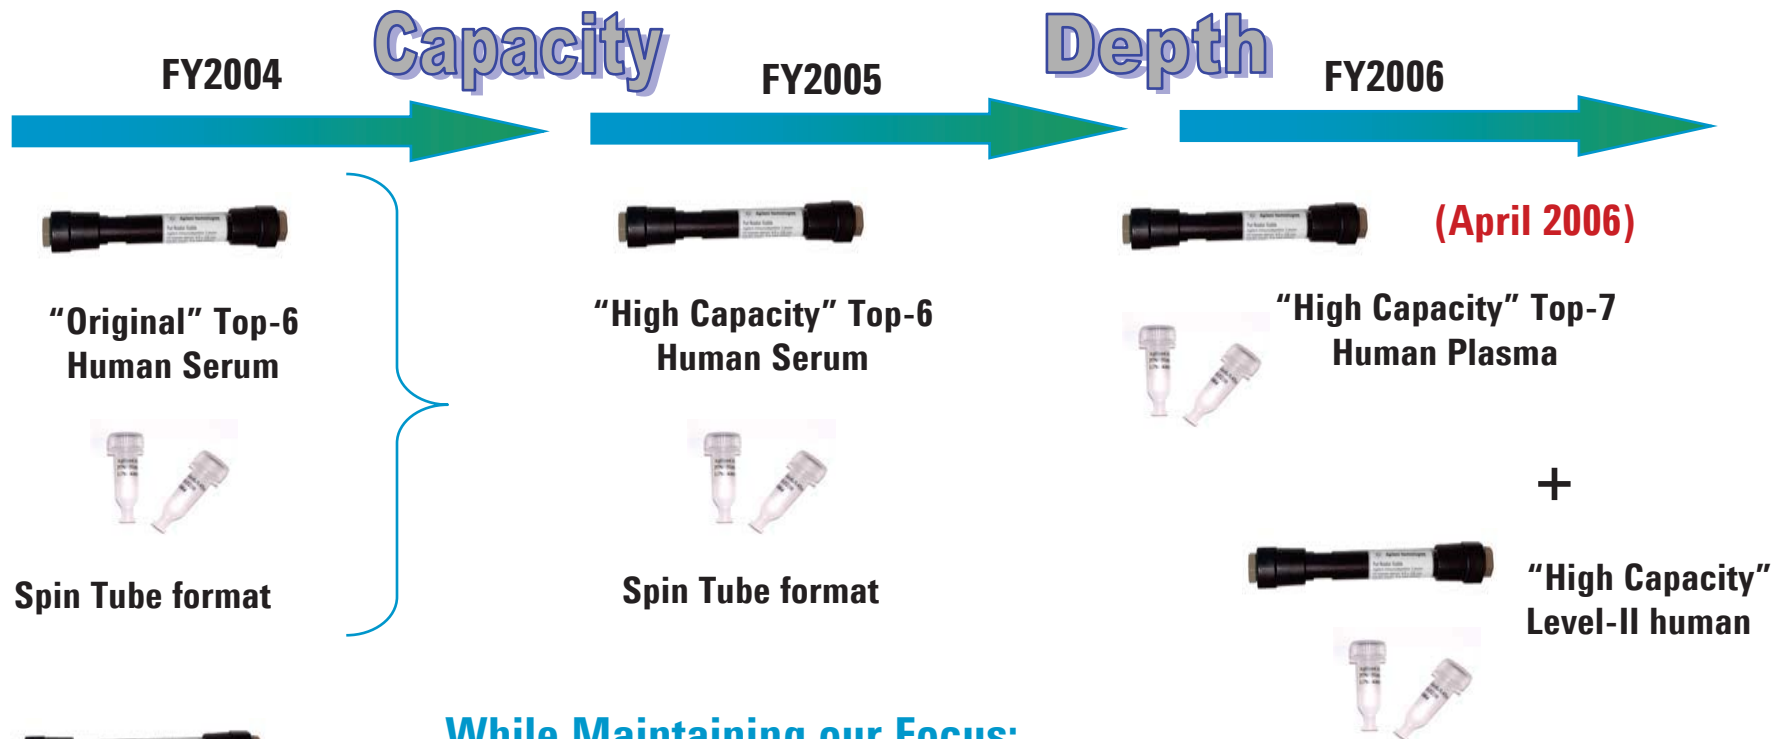 Capacity
Depth
FY2004
FY2005
FY2006
(April 2006)
“Original” Top-6
Human Serum
“High Capacity” Top-6
Human Serum
“High Capacity” Top-7
Human Plasma
+
Spin Tube format
Spin Tube format
“High Capacity”
Level-II human
While Maintaining our Focus: